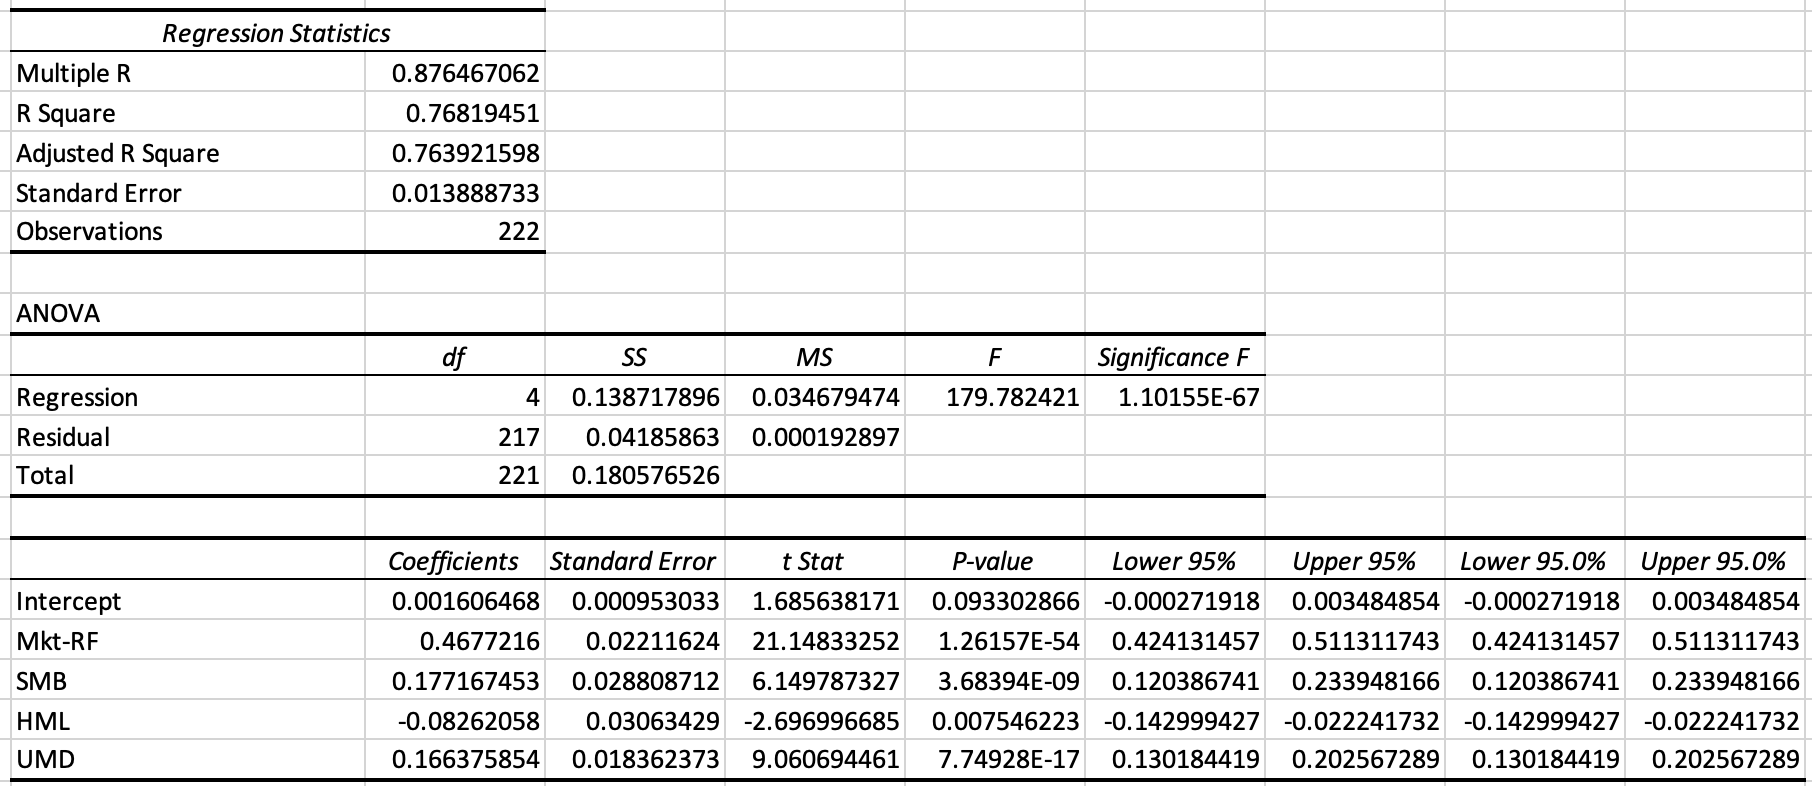 Regression Statistics
Multiple R 0.876467062
R Square 0.76819451
Adjusted R Square 0.763921598
Standard Error 0.013888733
Observations 222
ANOVA
df SS MS F Significance F
Regression 4 0.138717896 0.034679474 179.782421 1.10155E-67
Residual 217 0.04185863 0.000192897
Total 221 0.180576526
Coefficients Standard Error t Stat P-value Lower 95% Upper 95% Lower 95.0% Upper 95.0%
Intercept 0.001606468 0.000953033 1.685638171 0.093302866 -0.000271918 0.003484854 -0.000271918 0.003484854
Mkt-RF 0.4677216 0.02211624 21.14833252 1.26157E-54 0.424131457 0.511311743 0.424131457 0.511311743
SMB 0.177167453 0.028808712 6.149787327 3.68394E-09 0.120386741 0.233948166 0.120386741 0.233948166
HML -0.08262058 0.03063429 -2.696996685 0.007546223 -0.142999427 -0.022241732 -0.142999427 -0.022241732
UMD 0.166375854 0.018362373 9.060694461 7.74928E-17 0.130184419 0.202567289 0.130184419 0.202567289